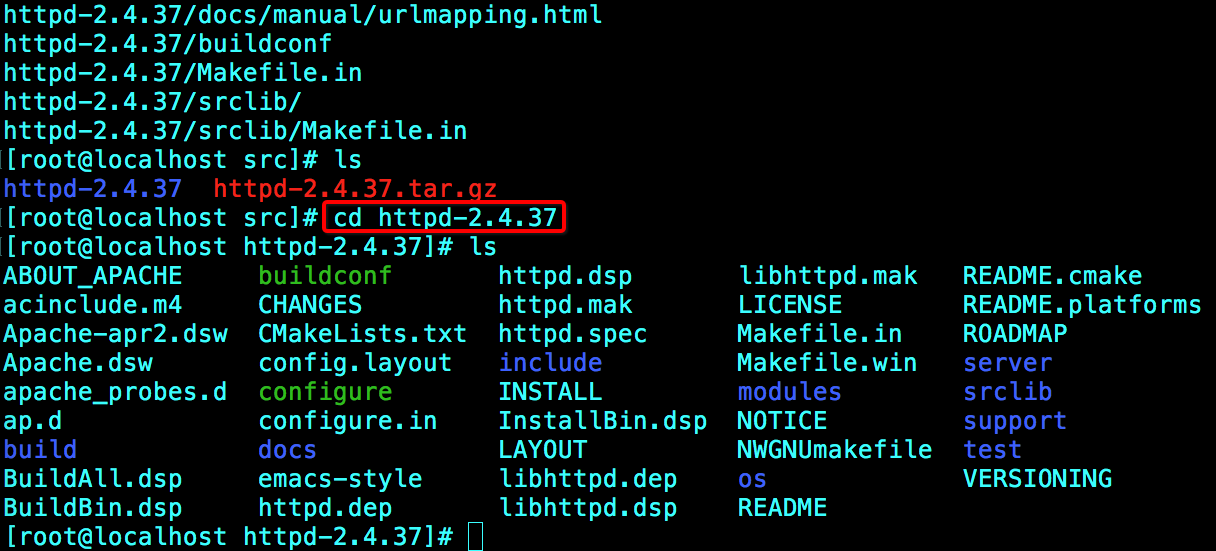 httpd-2.4.37/docs/manual/urlmapping.html
httpd-2.4.37/buildconf
httpd-2.4.37/Makefile.in
httpd-2.4.37/srclib/
httpd-2.4.37/srclib/Makefile.in
[root@localhost src]# ls
httpd-2.4.37  httpd-2.4.37.tar.gz
[root@localhost src]# cd httpd-2.4.37
[root@localhost httpd-2.4.37]# ls
ABOUT_APACHE     buildconf       httpd.dsp       libhttpd.mak   README.cmake
acinclude.m4     CHANGES         httpd.mak       LICENSE        README.platforms
Apache-apr2.dsw  CMakeLists.txt  httpd.spec      Makefile.in    ROADMAP
Apache.dsw       config.layout   include         Makefile.win   server
apache_probes.d  configure       INSTALL         modules        srclib
ap.d             configure.in    InstallBin.dsp  NOTICE         support
build            docs            LAYOUT          NWGNUmakefile  test
BuildAll.dsp     emacs-style     libhttpd.dep    os             VERSIONING
BuildBin.dsp     httpd.dep       libhttpd.dsp    README
[root@localhost httpd-2.4.37]#